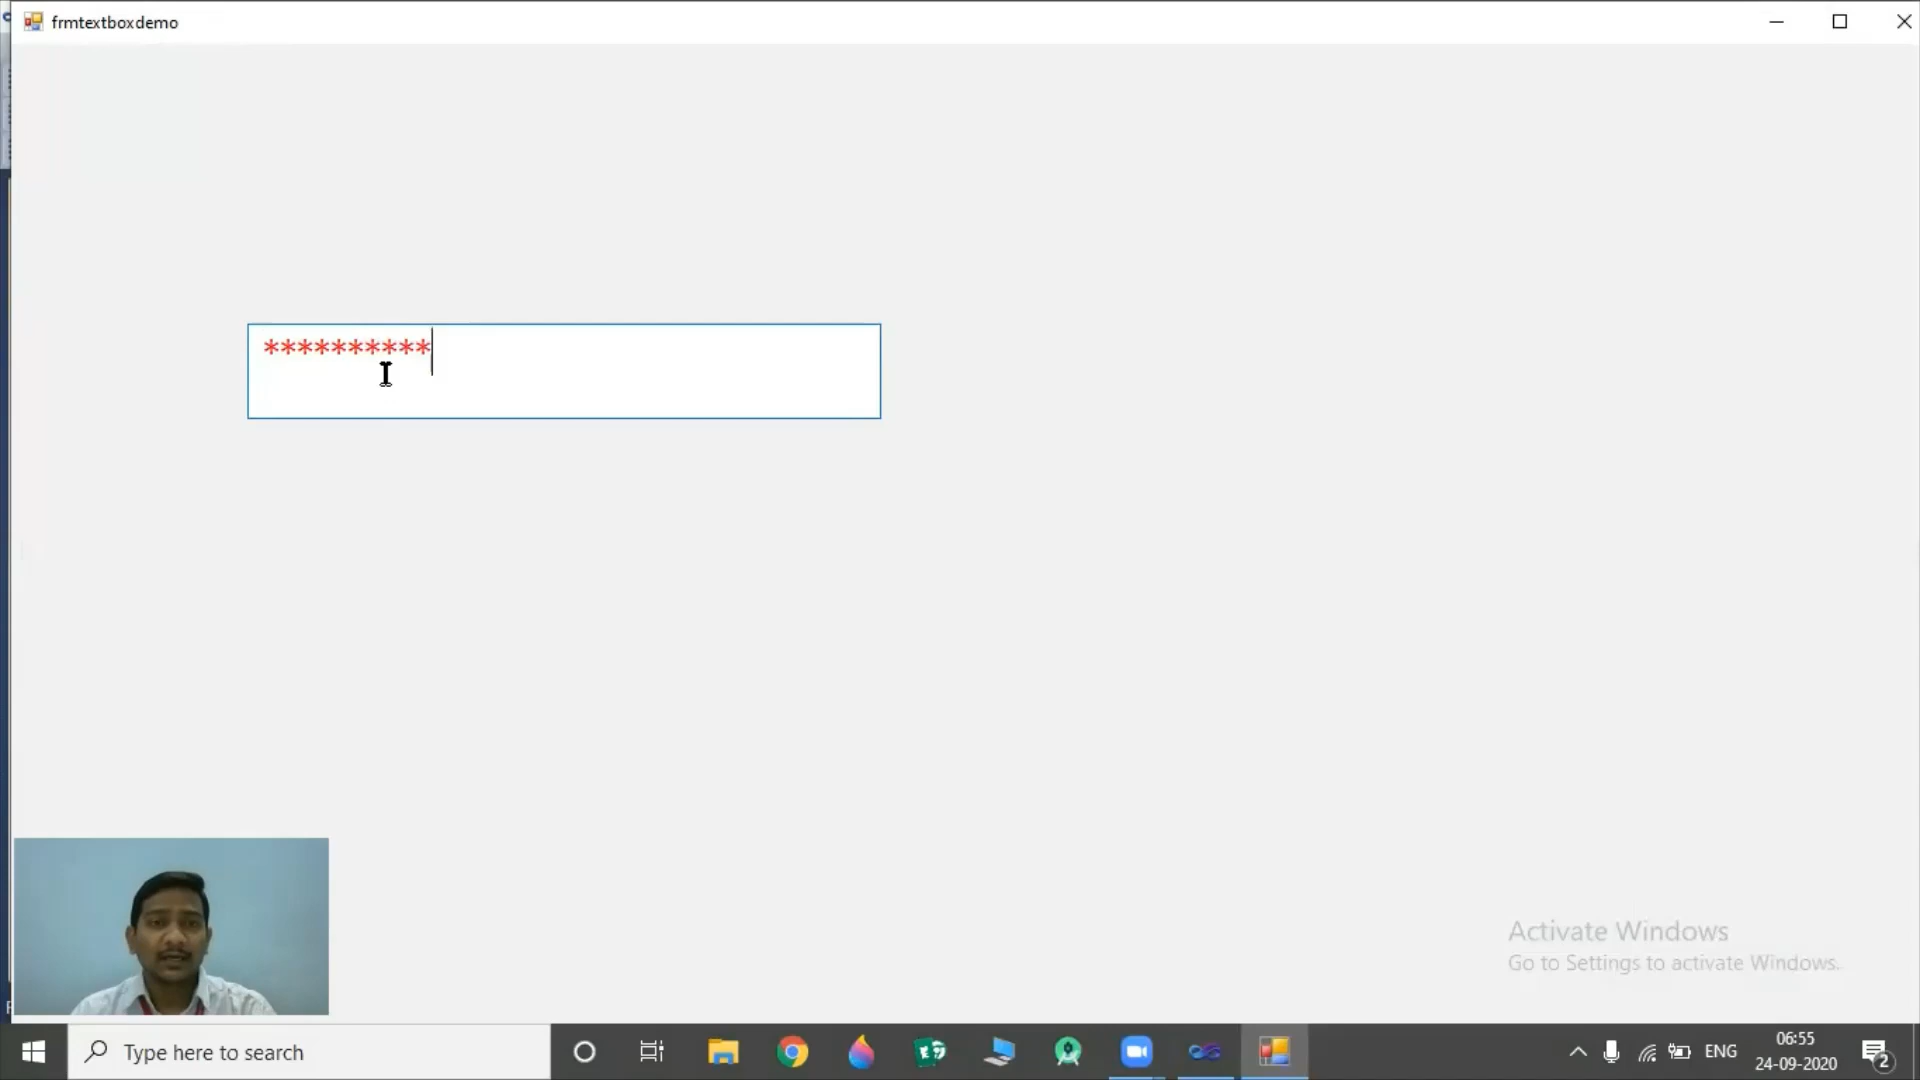 frmtextboxdemo
**********
Activate Windows
Go to Settings to activate Windows.
Type here to search
ENG
06:55
24-09-2020
2